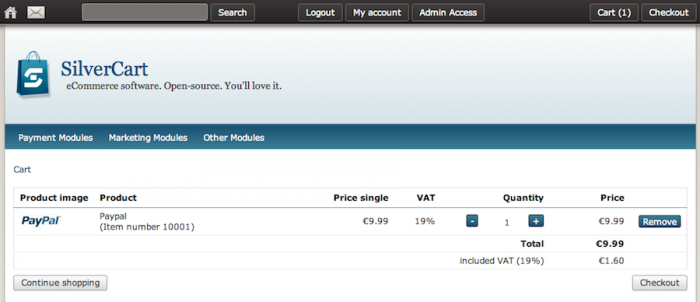 Search Logout My account Admin Access Cart (1) Checkout
SilverCart
eCommerce software. Open-source. You'll love it.
Payment Modules Marketing Modules Other Modules
Cart
Product image Product Price single VAT Quantity Price
PayPal Paypal €9.99 19% - 1 + €9.99 Remove
(Item number 10001)
Total €9.99
included VAT (19%) €1.60
Continue shopping Checkout